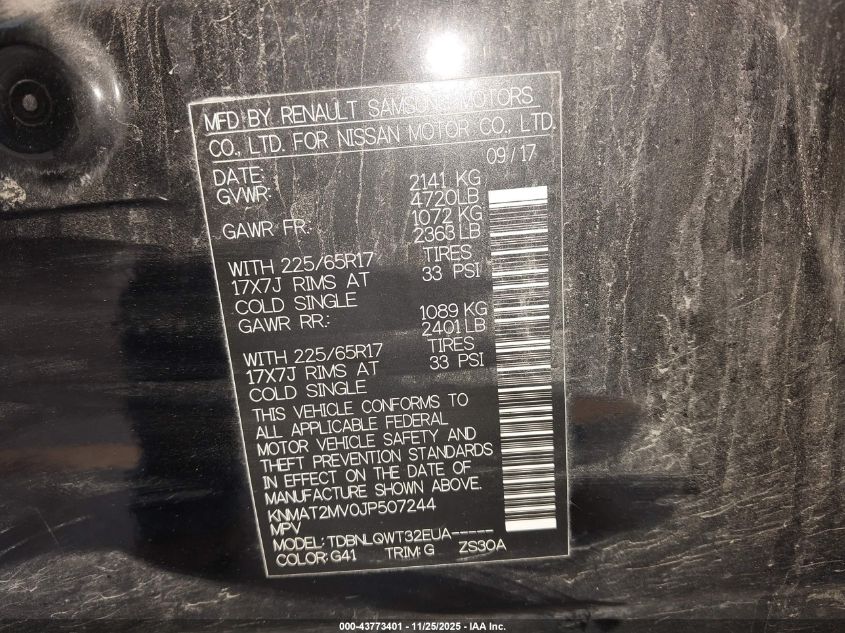 MFD BY RENAULT SAMSUNG MOTORS
CO., LTD. FOR NISSAN MOTOR CO., LTD.
DATE: 09/17
GVWR: 2141 KG
4720LB
GAWR FR: 1072 KG
2363 LB
WITH 225/65R17 TIRES
17X7J RIMS AT 33 PSI
COLD SINGLE
GAWR RR: 1089 KG
2401 LB
WITH 225/65R17 TIRES
17X7J RIMS AT 33 PSI
COLD SINGLE
THIS VEHICLE CONFORMS TO
ALL APPLICABLE FEDERAL
MOTOR VEHICLE SAFETY AND
THEFT PREVENTION STANDARDS
IN EFFECT ON THE DATE OF
MANUFACTURE SHOWN ABOVE.
KNMAT2MV0JP507244
MPV
MODEL: TDBNLQWT32EUA-----
COLOR: G41 TRIM: G ZS30A
000-43773401 - 11/25/2025 - IAA Inc.